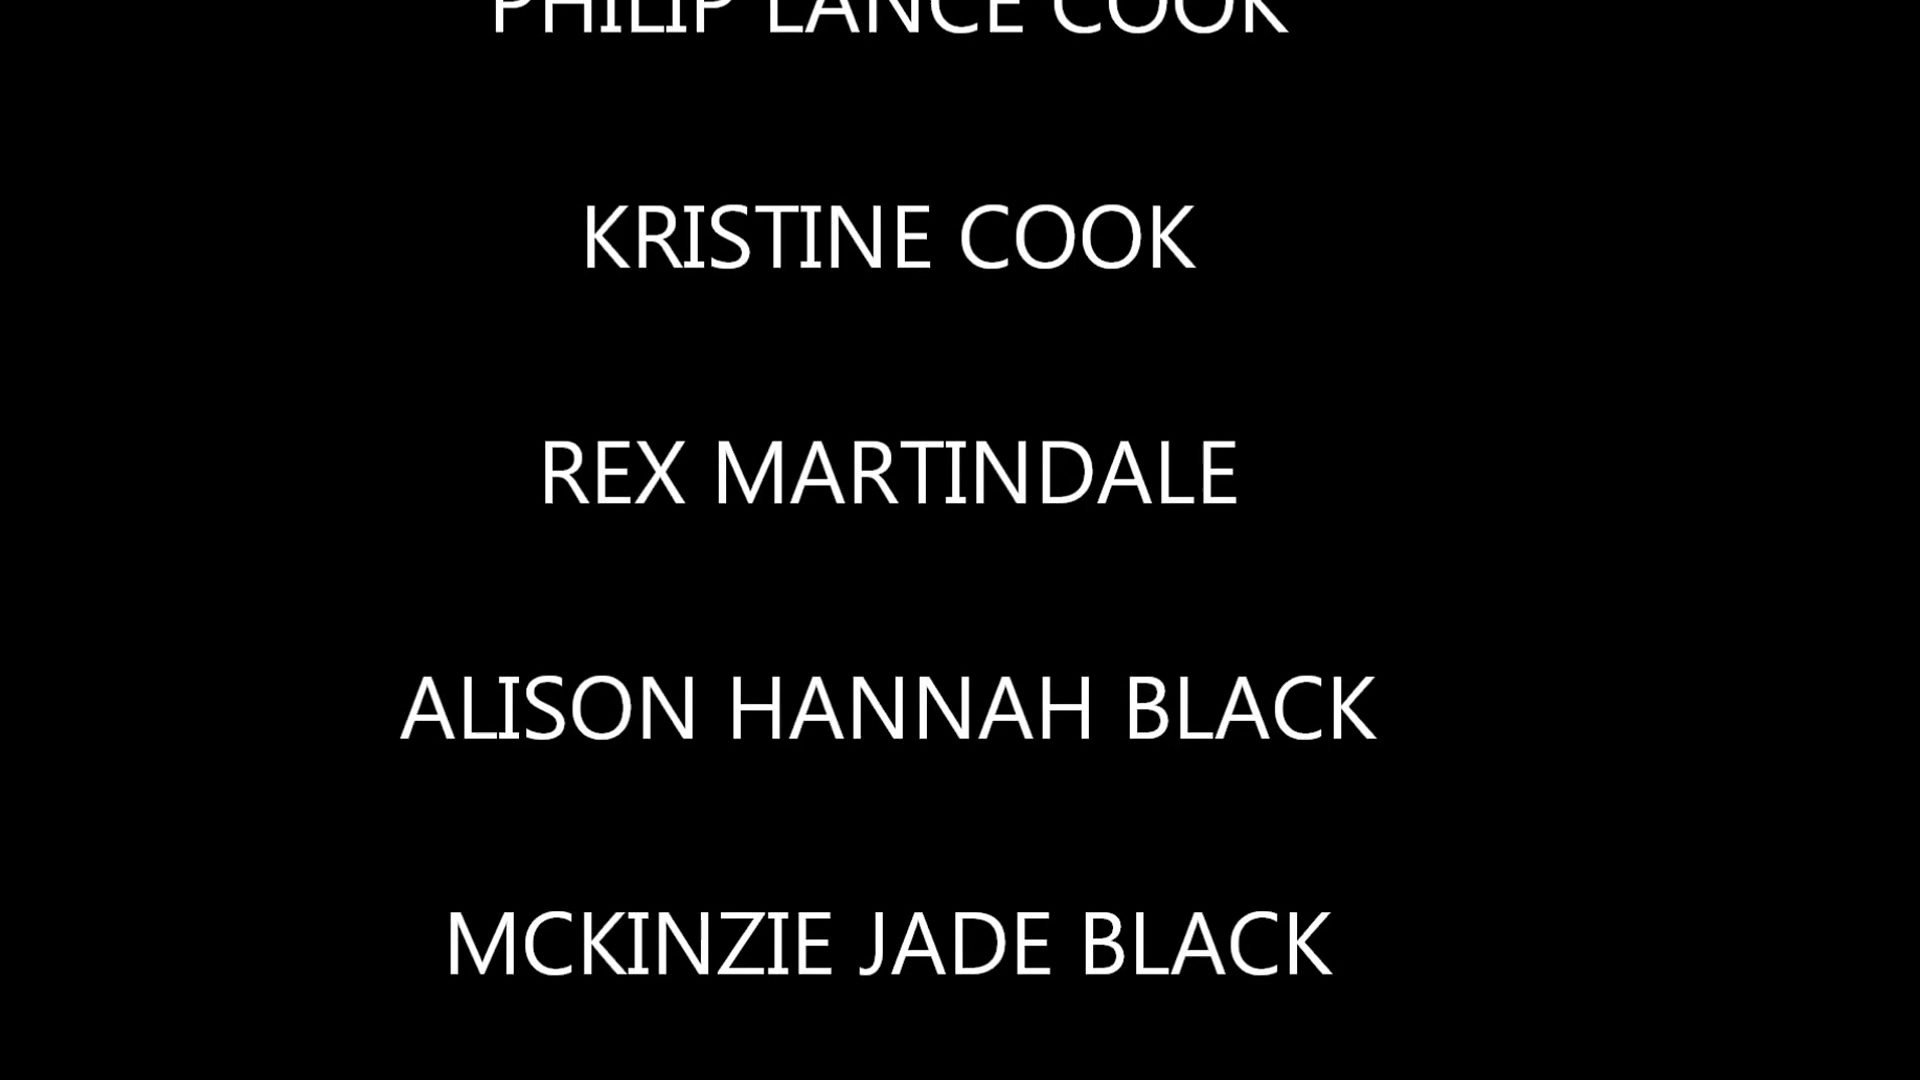 PHILIP LANCE COOK
KRISTINE COOK
REX MARTINDALE
ALISON HANNAH BLACK
MCKINZIE JADE BLACK